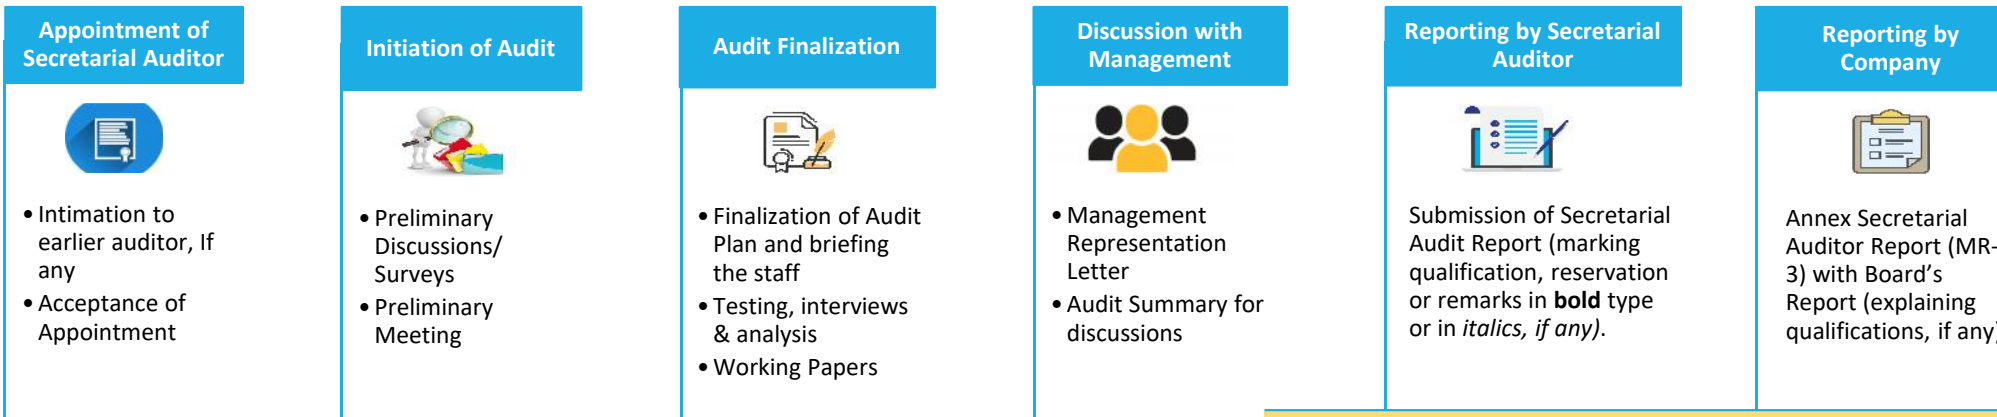 Appointment of
Secretarial Auditor
• Intimation to
earlier auditor, If
any
• Acceptance of
Appointment
Initiation of Audit
• Preliminary
Discussions/
Surveys
• Preliminary
Meeting
Audit Finalization
• Finalization of Audit
Plan and briefing
the staff
• Testing, interviews
& analysis
• Working Papers
Discussion with
Management
• Management
Representation
Letter
• Audit Summary for
discussions
Reporting by Secretarial
Auditor
Submission of Secretarial
Audit Report (marking
qualification, reservation
or remarks in bold type
or in italics, if any).
Reporting by
Company
Annex Secretarial
Auditor Report (MR-
3) with Board’s
Report (explaining
qualifications, if any)